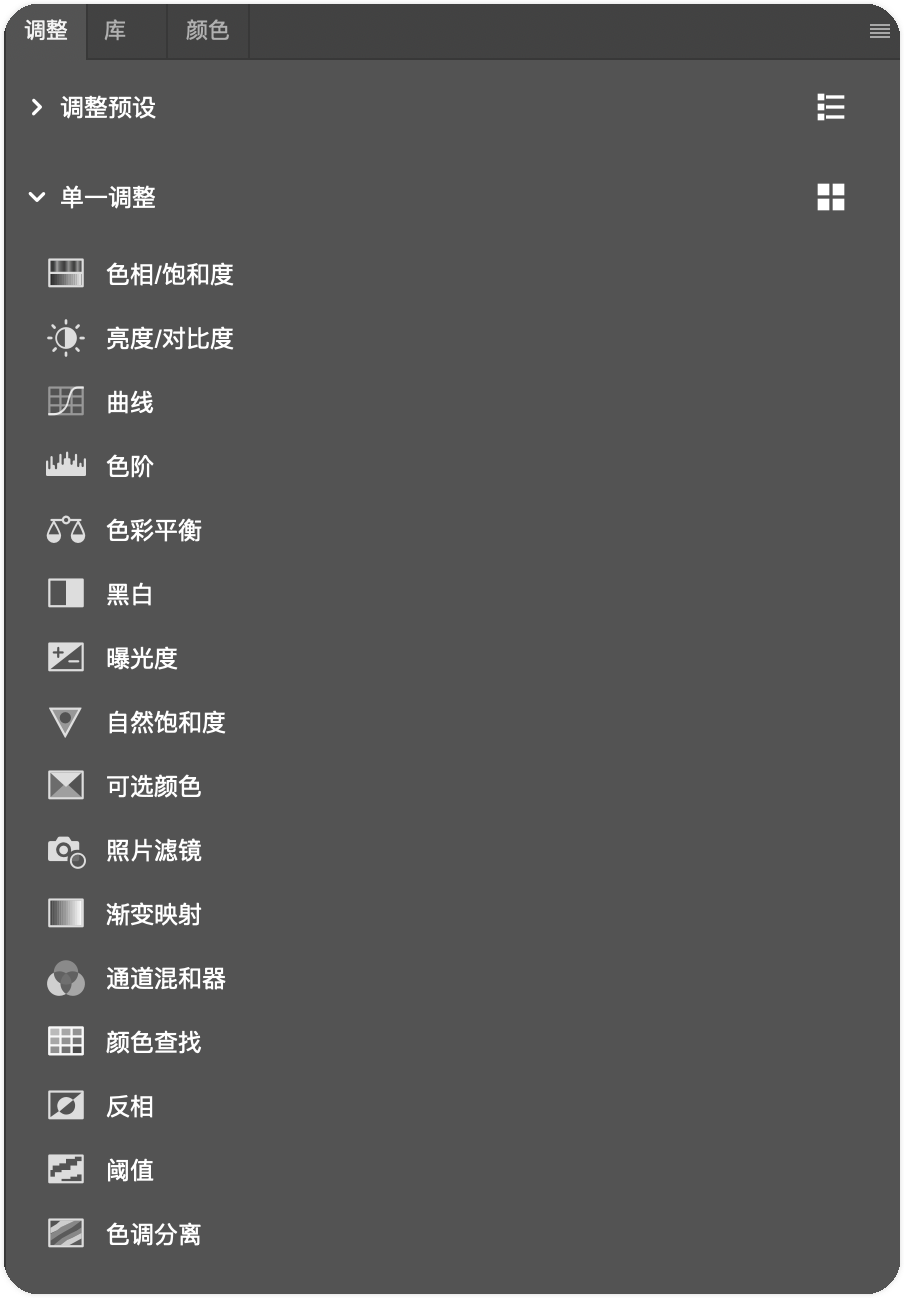 调整 库 颜色
调整预设
单一调整
色相/饱和度
亮度/对比度
曲线
色阶
色彩平衡
黑白
曝光度
自然饱和度
可选颜色
照片滤镜
渐变映射
通道混和器
颜色查找
反相
阈值
色调分离